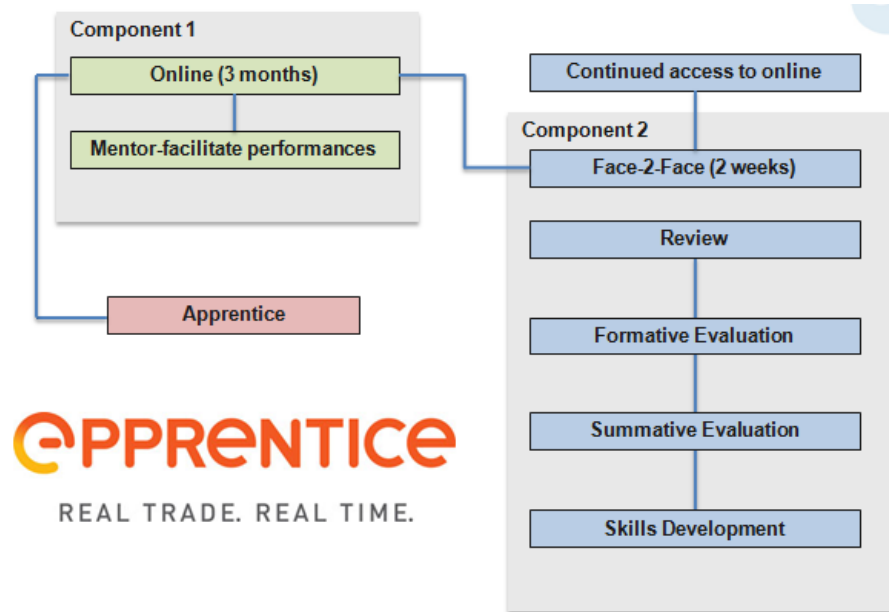 Component 1
Online (3 months)
Mentor-facilitate performances
Apprentice
Continued access to online
Component 2
Face-2-Face (2 weeks)
Review
Formative Evaluation
Summative Evaluation
Skills Development
ePPRENTICE
REAL TRADE. REAL TIME.